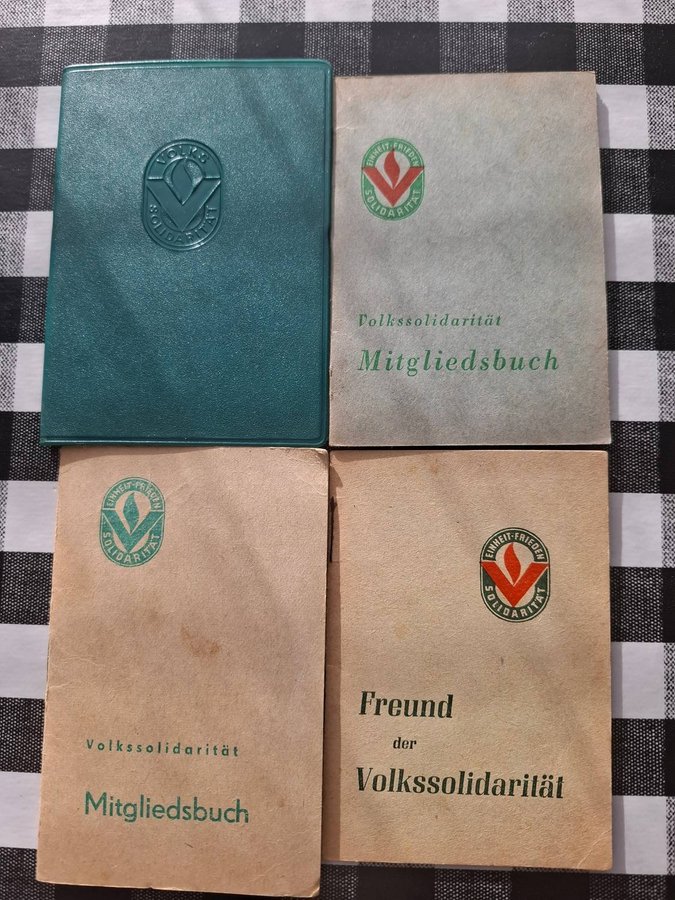 VOLKS
SOLIDARITÄT
EINHEIT·FRIEDEN
SOLIDARITÄT
Volkssolidarität
Mitgliedsbuch
EINHEIT·FRIEDEN
SOLIDARITÄT
Volkssolidarität
Mitgliedsbuch
EINHEIT·FRIEDEN
SOLIDARITÄT
Freund
der
Volkssolidarität